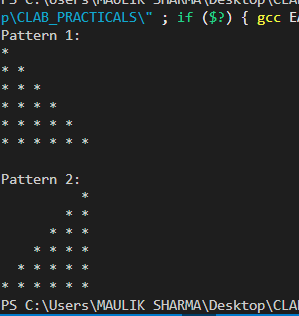 PS C:\Users\MAULIK SHARMA\Desktop\CLA
p\CLAB_PRACTICALS\" ; if ($?) { gcc EA
Pattern 1:
*
* *
* * *
* * * *
* * * * *
* * * * * *

Pattern 2:
          *
        * *
      * * *
    * * * *
  * * * * *
* * * * * *
PS C:\Users\MAULIK SHARMA\Desktop\CLAB